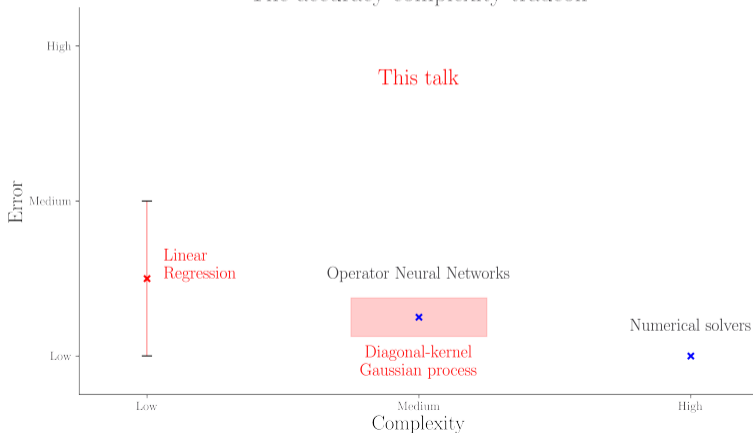 High
This talk
Error
Medium
Linear
Regression
Operator Neural Networks
Numerical solvers
Low
Diagonal-kernel
Gaussian process
Low
Medium
High
Complexity